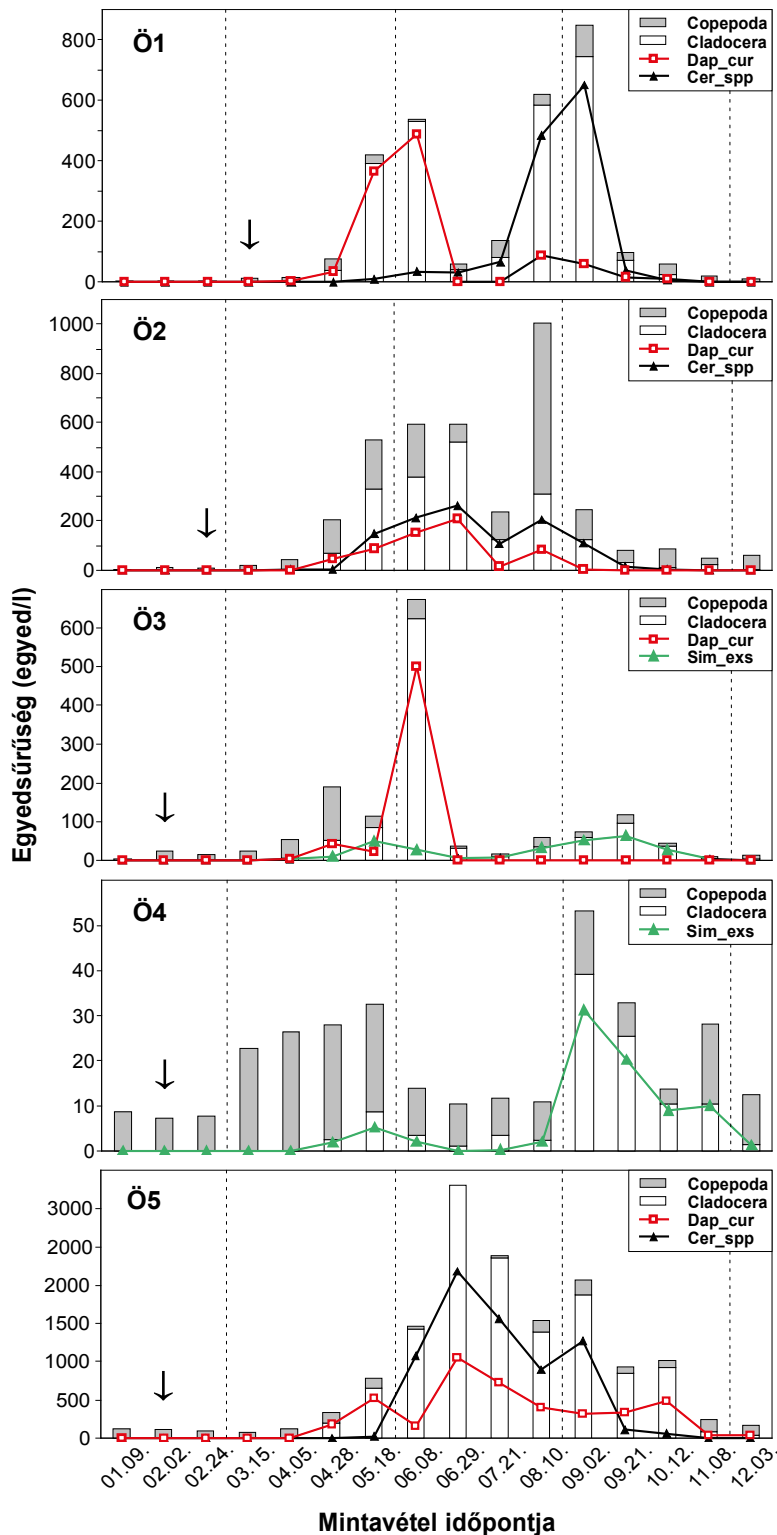 Ö1
Copepoda
Cladocera
Dap_cur
Cer_spp
800
600
400
200
0
Ö2
Copepoda
Cladocera
Dap_cur
Cer_spp
1000
800
600
400
200
0
Ö3
Copepoda
Cladocera
Dap_cur
Sim_exs
600
500
400
300
200
100
0
Egyedsűrűség (egyed/l)
Ö4
Copepoda
Cladocera
Sim_exs
50
40
30
20
10
0
Ö5
Copepoda
Cladocera
Dap_cur
Cer_spp
3000
2000
2000
1500
1000
500
0
01.09. 02.02. 02.24. 03.15. 04.05. 04.28. 05.18. 06.08. 06.29. 07.21. 08.10. 09.02. 09.21. 10.12. 11.08. 12.03.
Mintavétel időpontja